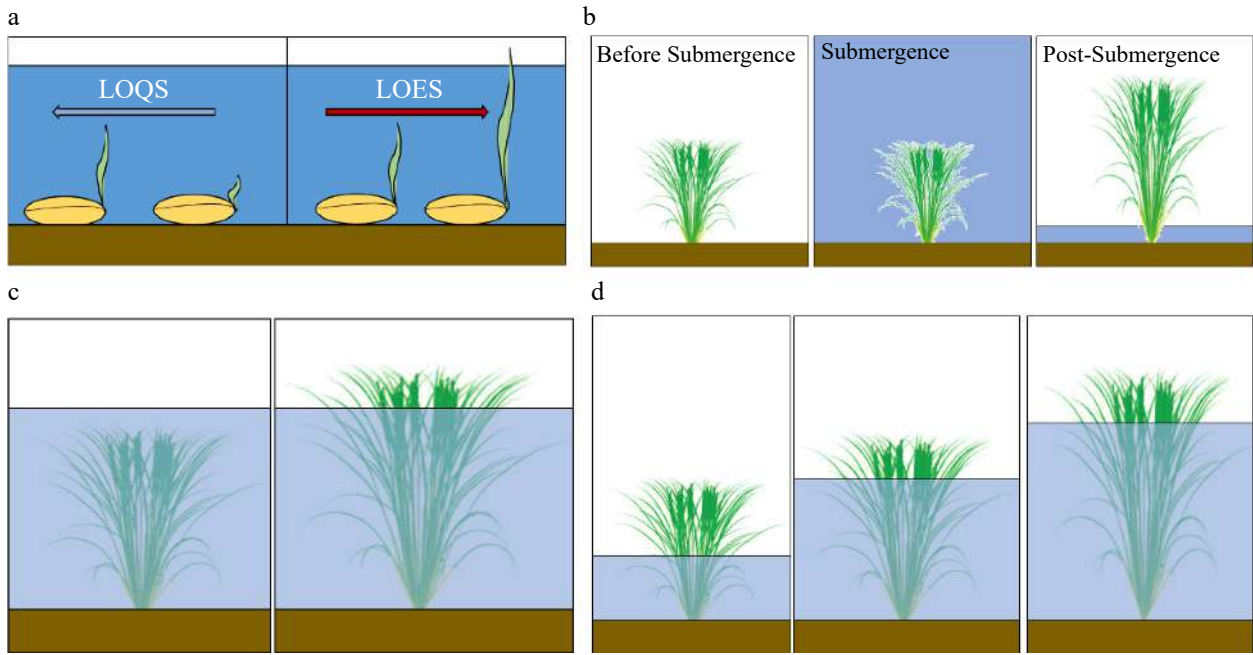 a
LOQS
LOES
b
Before Submergence
Submergence
Post-Submergence
c
d